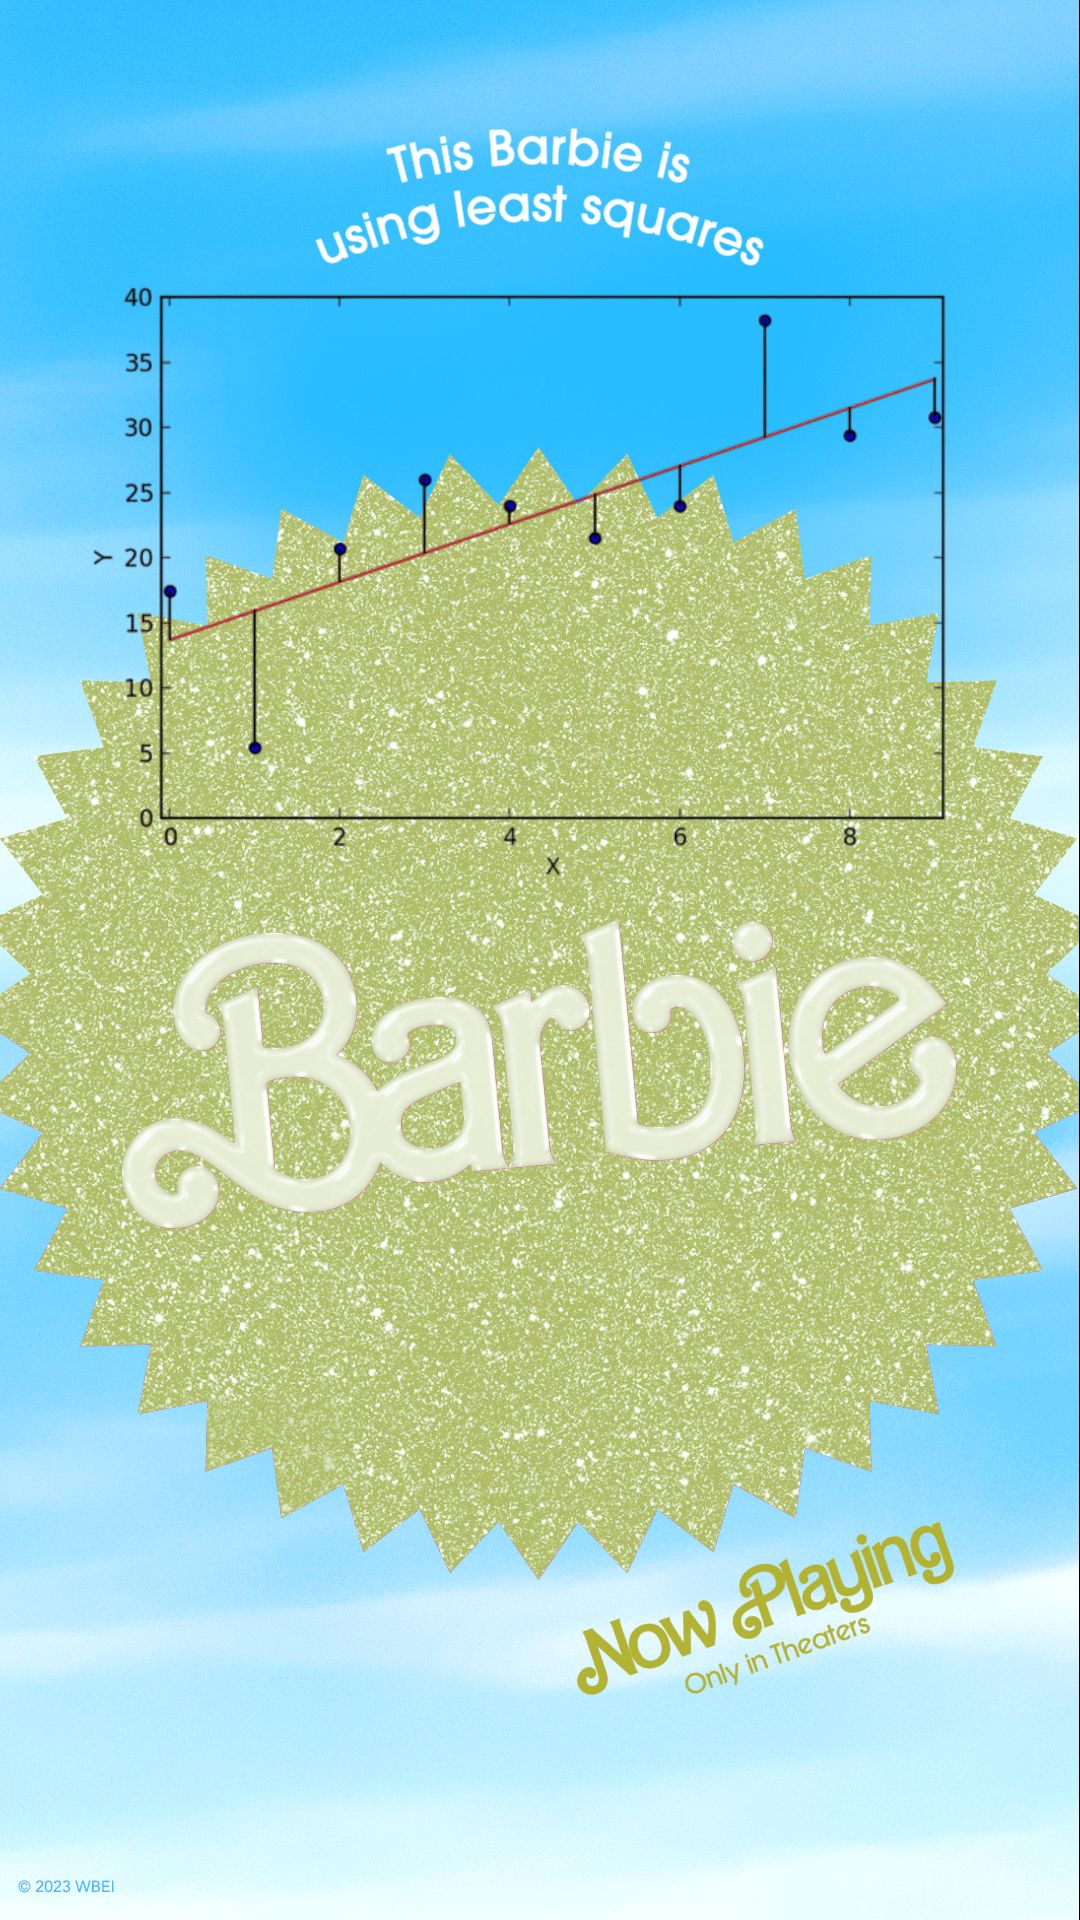 This Barbie is
using least squares
40
35
30
25
20
15
10
5
0
Y
0 2 4 6 8
X
Barbie
Now Playing
Only in Theaters
© 2023 WBEI